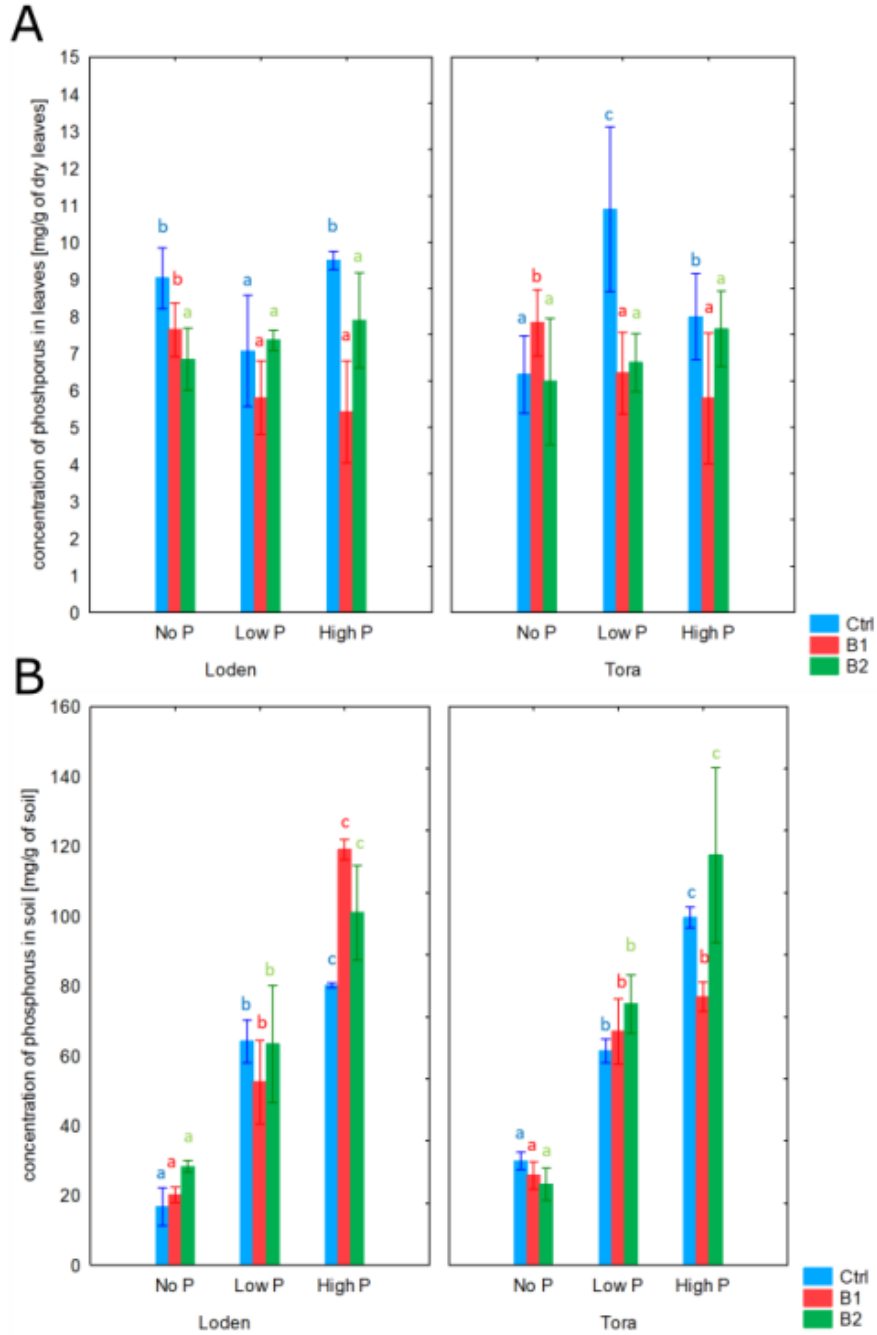 A
concentration of phoshporus in leaves [mg/g of dry leaves]
15
14
13
12
11
10
9
8
7
6
5
4
3
2
1
0
b
b
a
a
a
a
b
a
a
a
b
a
c
a
a
b
a
a
No P
Low P
High P
Loden
No P
Low P
High P
Tora
Ctrl
B1
B2
B
concentration of phosphorus in soil [mg/g of soil]
160
140
120
100
80
60
40
20
0
a
a
a
b
b
b
c
c
c
a
a
a
b
b
b
c
b
c
No P
Low P
High P
Loden
No P
Low P
High P
Tora
Ctrl
B1
B2